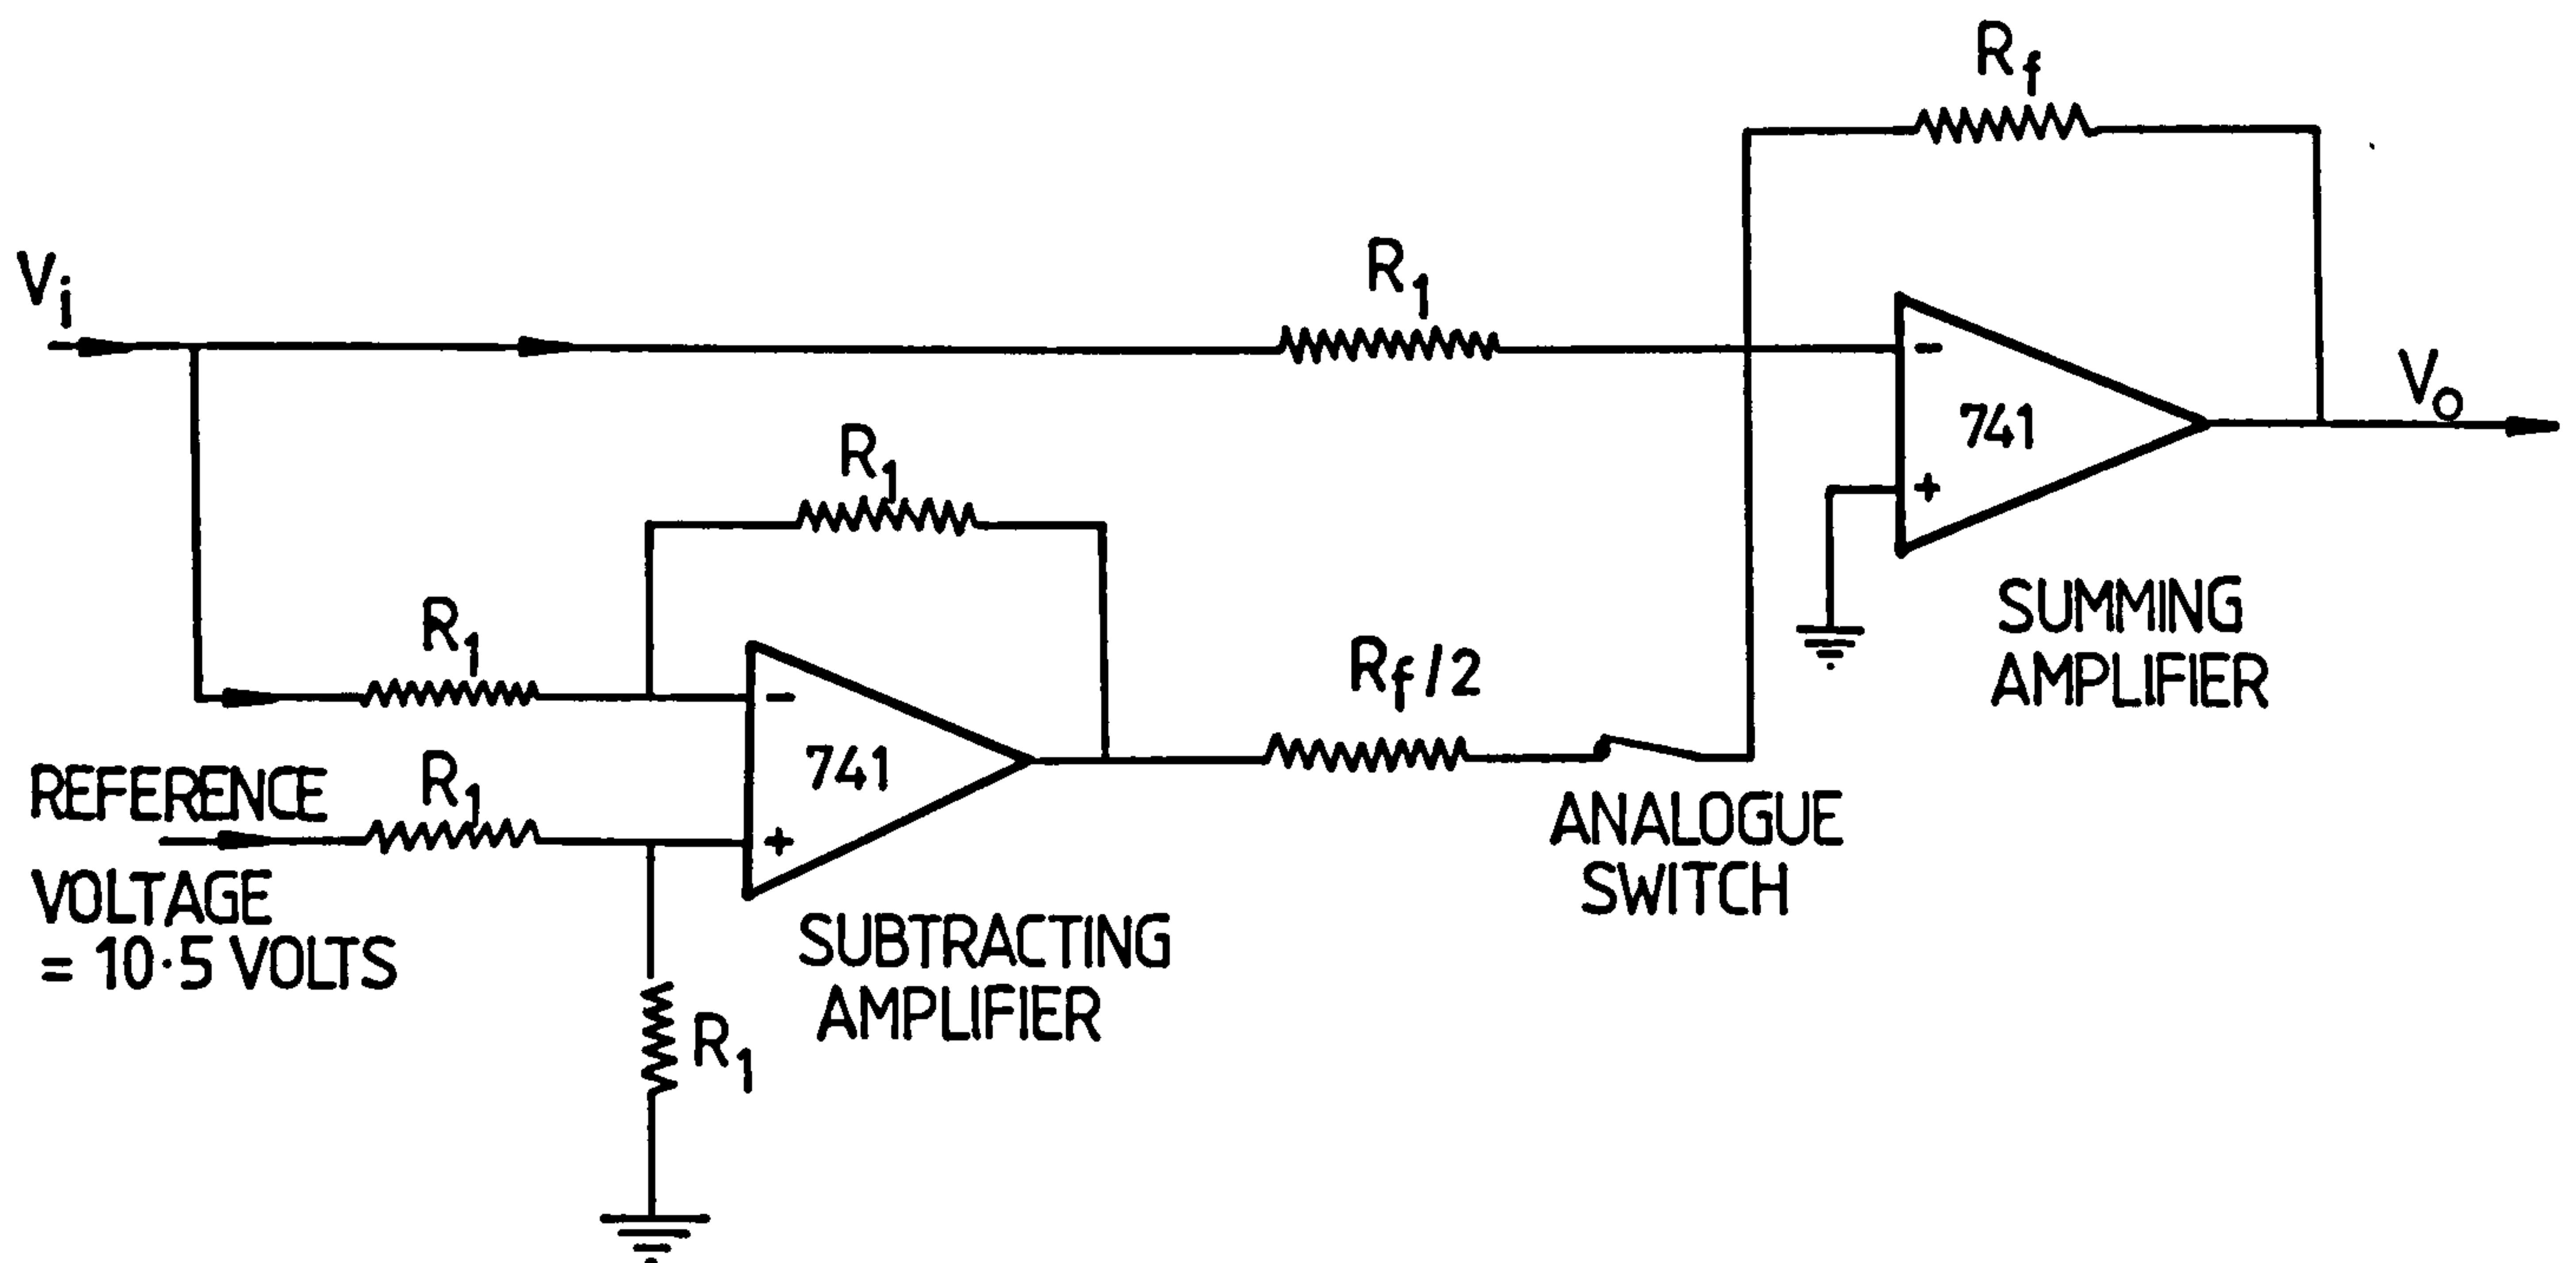 Rf
Vi
R1
-
741
+
Vo
SUMMING
AMPLIFIER
R1
R1
-
741
+
Rf/2
ANALOGUE
SWITCH
REFERENCE
R1
VOLTAGE
= 10·5 VOLTS
SUBTRACTING
AMPLIFIER
R1